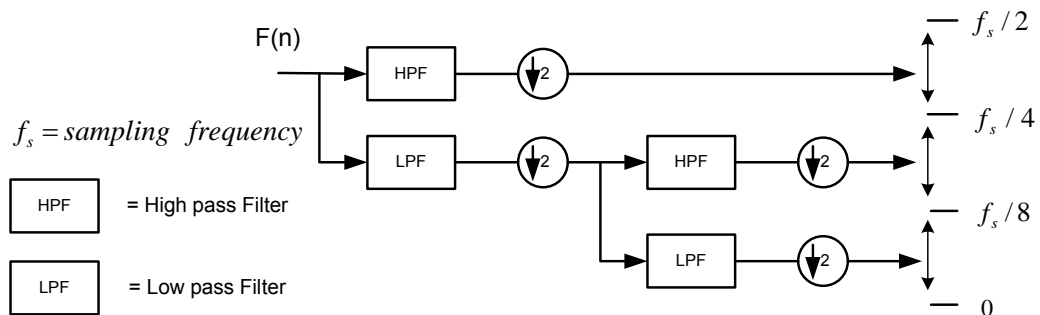 f_s / 2
F(n)
HPF
2
f_s = sampling frequency
f_s / 4
LPF
2
HPF
2
HPF
= High pass Filter
f_s / 8
LPF
2
LPF
= Low pass Filter
0